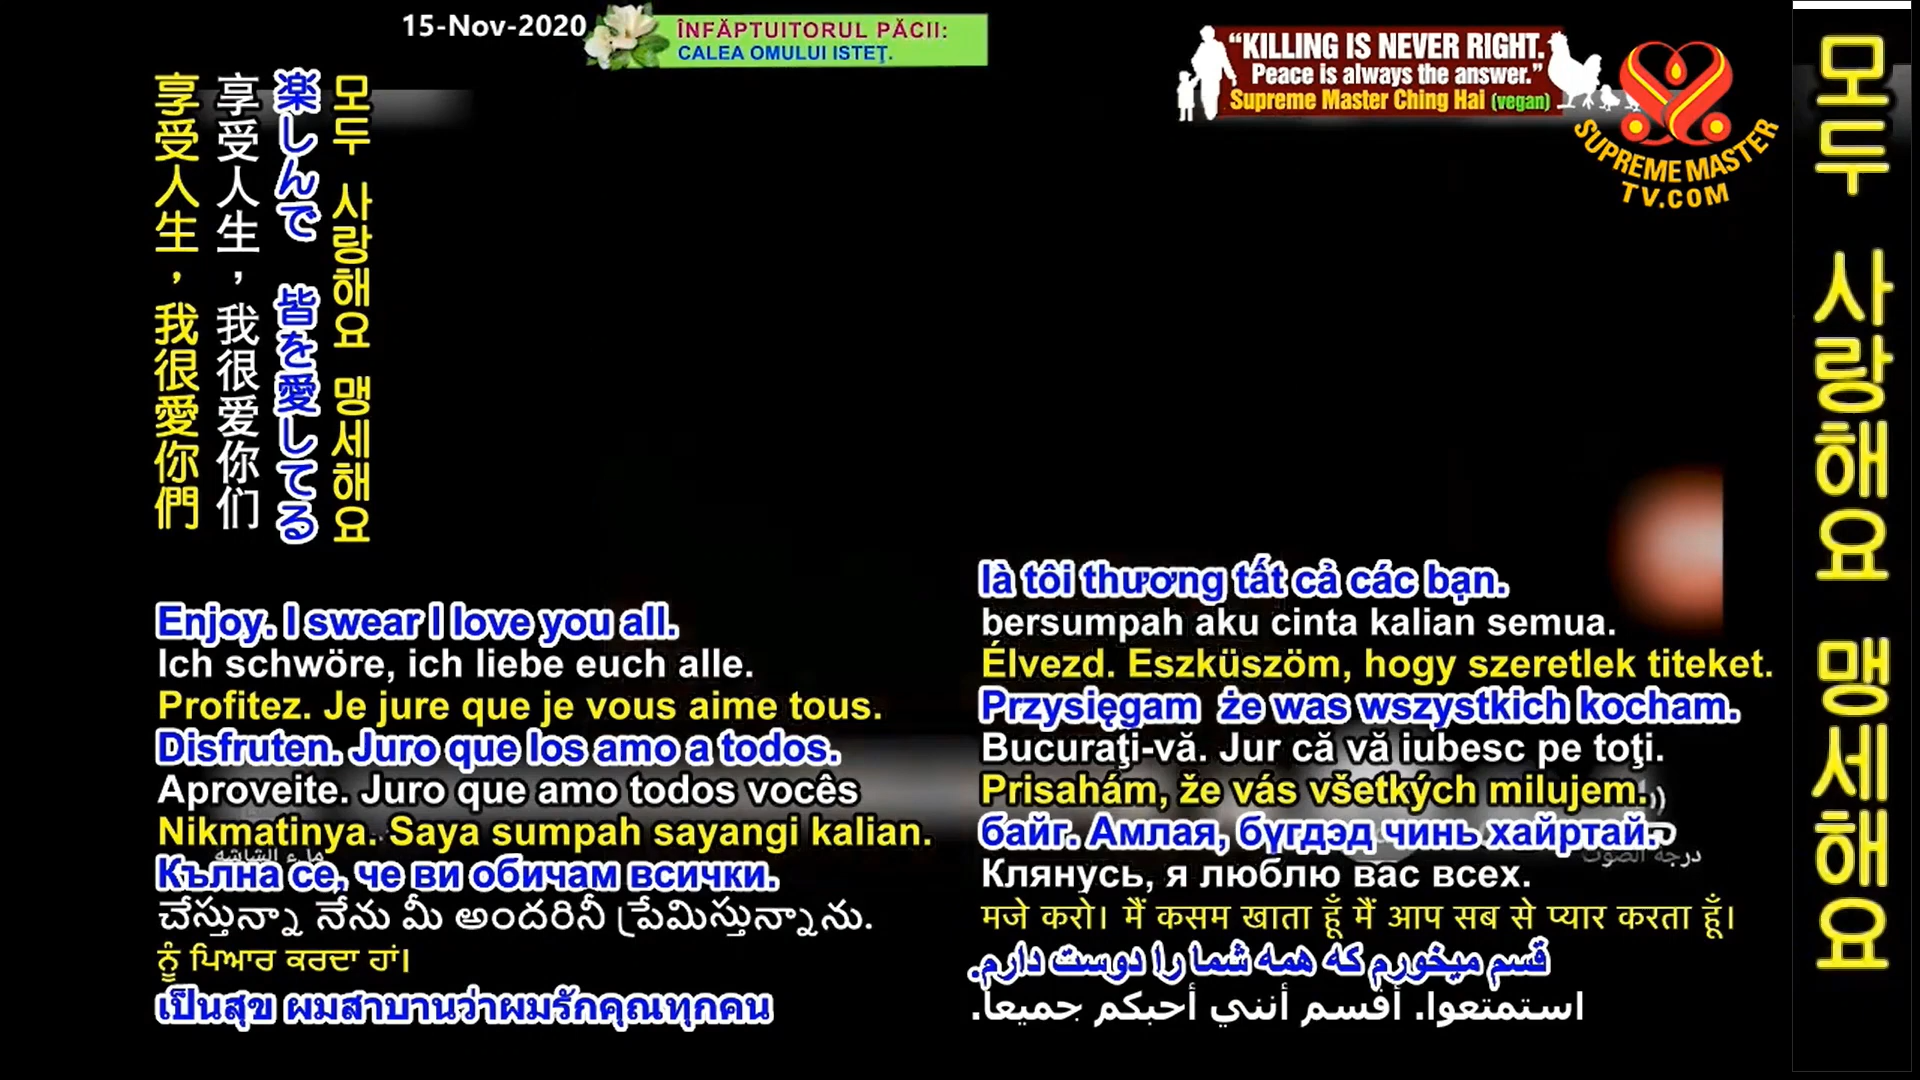 15-Nov-2020
ÎNFĂPTUITORUL PĂCII:
CALEA OMULUI ISTEŢ.
“KILLING IS NEVER RIGHT.
Peace is always the answer.”
Supreme Master Ching Hai (vegan)
SUPREME MASTER
TV.COM
享受人生，我很愛你們
享受人生，我很爱你们
楽しんで 皆を愛してる
모두 사랑해요 맹세해요
모두 사랑해요 맹세해요
Enjoy. I swear I love you all.
Ich schwöre, ich liebe euch alle.
Profitez. Je jure que je vous aime tous.
Disfruten. Juro que los amo a todos.
Aproveite. Juro que amo todos vocês
Nikmatinya. Saya sumpah sayangi kalian.
ملء الشاشة
Кълна се, че ви обичам всички.
చేస్తున్నా నేను మీ అందరినీ ప్రేమిస్తున్నాను.
ਨੂੰ ਪਿਆਰ ਕਰਦਾ ਹਾਂ।
เป็นสุข ผมสาบานว่าผมรักคุณทุกคน
là tôi thương tất cả các bạn.
bersumpah aku cinta kalian semua.
Élvezd. Eszküszöm, hogy szeretlek titeket.
Przysięgam że was wszystkich kocham.
Bucuraţi-vă. Jur că vă iubesc pe toţi.
Prisahám, že vás všetkých milujem.
байг. Амлая, бүгдэд чинь хайртай.
درجة الصوت
Клянусь, я люблю вас всех.
मजे करो। मैं कसम खाता हूँ मैं आप सब से प्यार करता हूँ।
قسم میخورم که همه شما را دوست دارم.
استمتعوا. أقسم أنني أحبكم جميعاً.